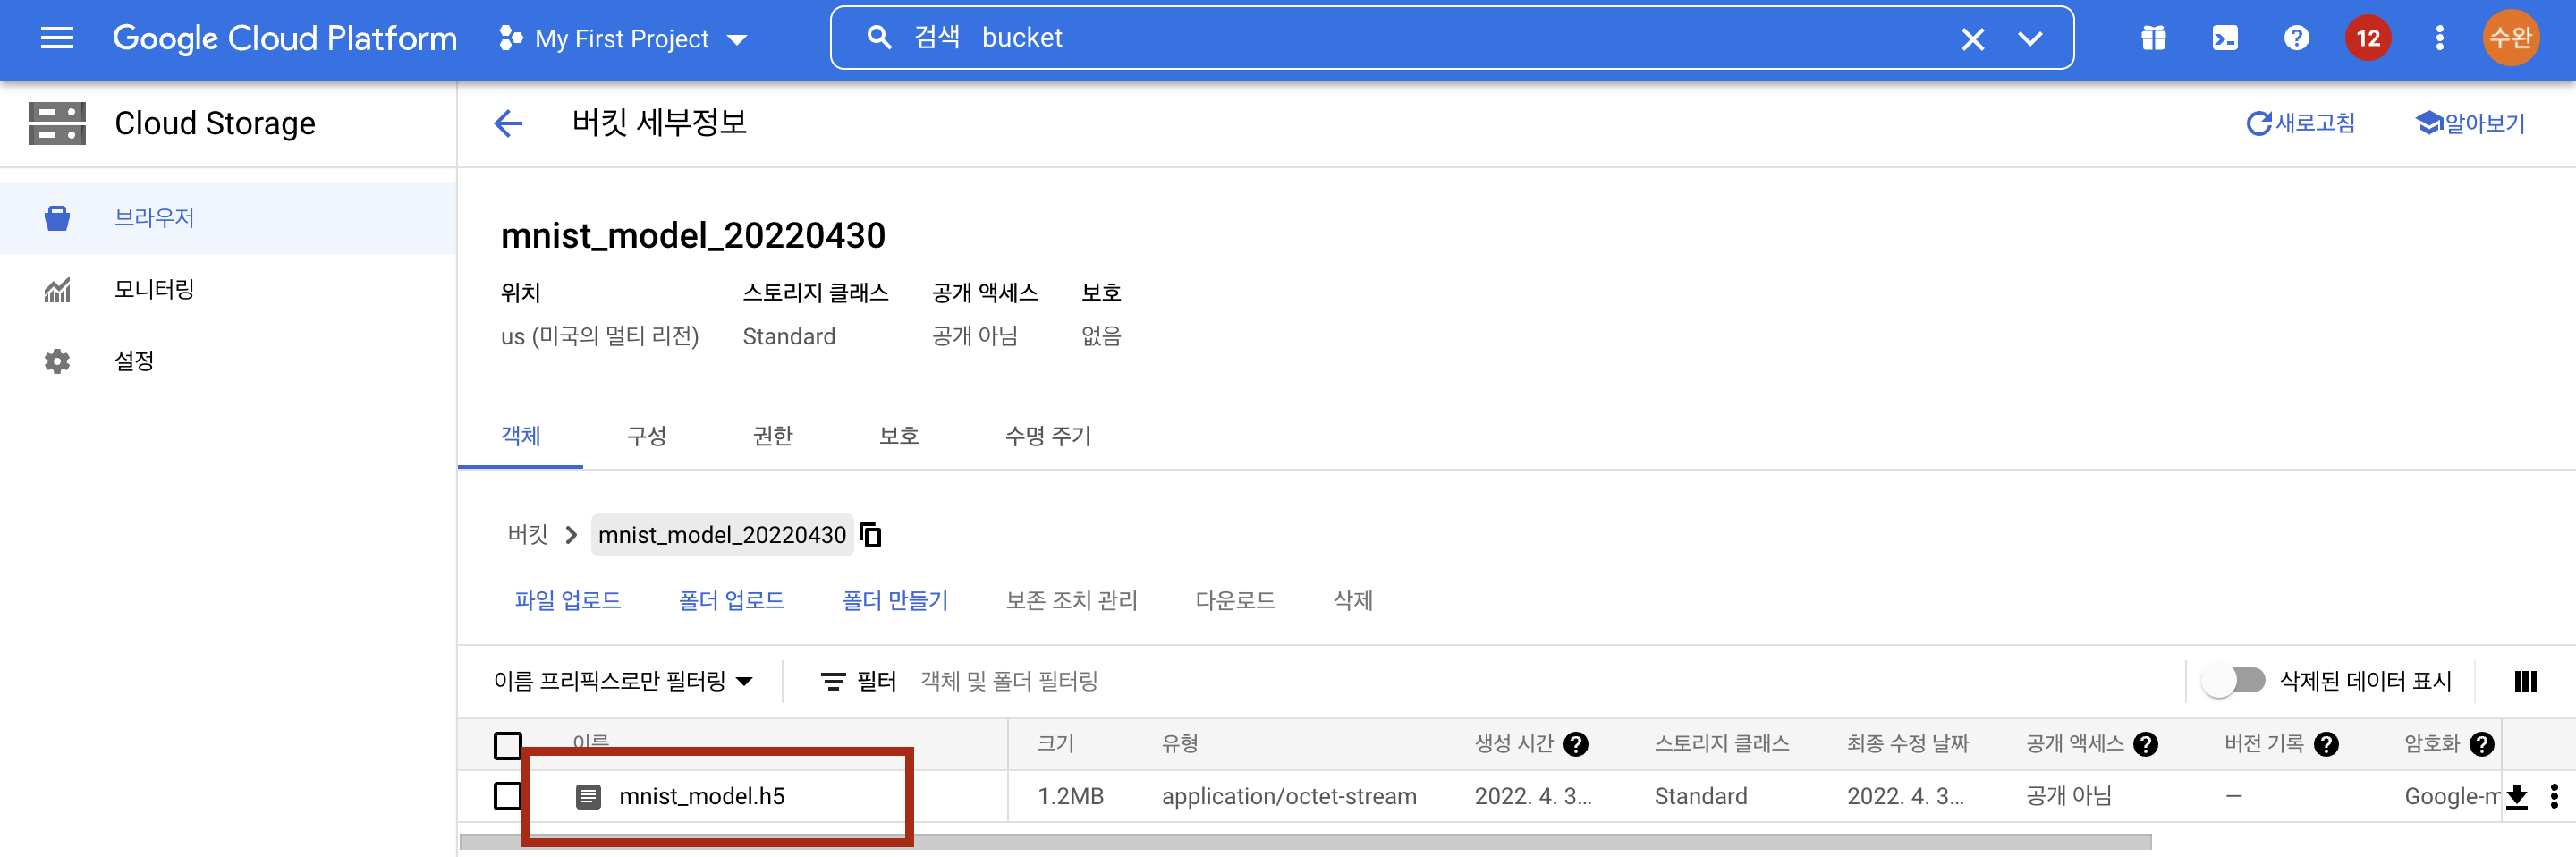 Google Cloud Platform
My First Project
검색 bucket
12
수완
Cloud Storage
버킷 세부정보
새로고침
알아보기
브라우저
모니터링
설정
mnist_model_20220430
위치 스토리지 클래스 공개 액세스 보호
us (미국의 멀티 리전) Standard 공개 아님 없음
객체 구성 권한 보호 수명 주기
버킷 mnist_model_20220430
파일 업로드 폴더 업로드 폴더 만들기 보존 조치 관리 다운로드 삭제
이름 프리픽스로만 필터링 필터 객체 및 폴더 필터링 삭제된 데이터 표시
이름 크기 유형 생성 시간 ? 스토리지 클래스 최종 수정 날짜 공개 액세스 ? 버전 기록 ? 암호화 ?
mnist_model.h5 1.2MB application/octet-stream 2022. 4. 3... Standard 2022. 4. 3... 공개 아님 — Google-m